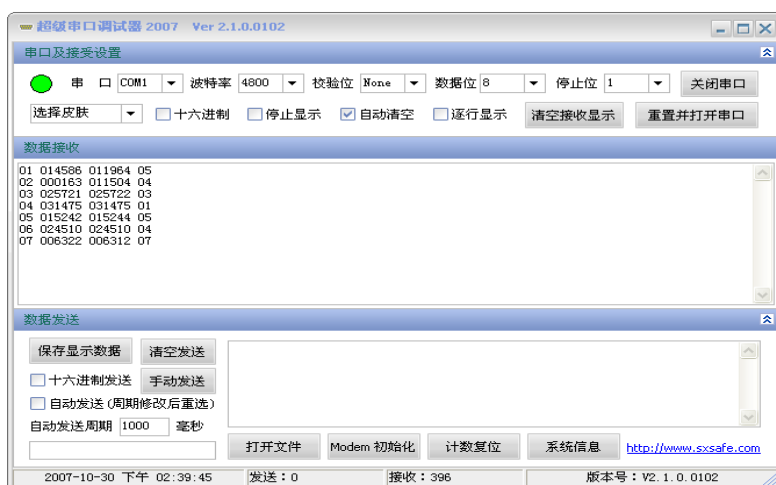 超级串口调试器 2007 Ver 2.1.0.0102
串口及接受设置
串 口 COM1 波特率 4800 校验位 None 数据位 8 停止位 1 关闭串口
选择皮肤 十六进制 停止显示 自动清空 逐行显示 清空接收显示 重置并打开串口
数据接收
01 014586 011964 05
02 000163 011504 04
03 025721 025722 03
04 031475 031475 01
05 015242 015244 05
06 024510 024510 04
07 006322 006312 07
数据发送
保存显示数据 清空发送
十六进制发送 手动发送
自动发送(周期修改后重选)
自动发送周期 1000 毫秒
打开文件 Modem 初始化 计数复位 系统信息 http://www.sxsafe.com
2007-10-30 下午 02:39:45 发送：0 接收：396 版本号：V2.1.0.0102